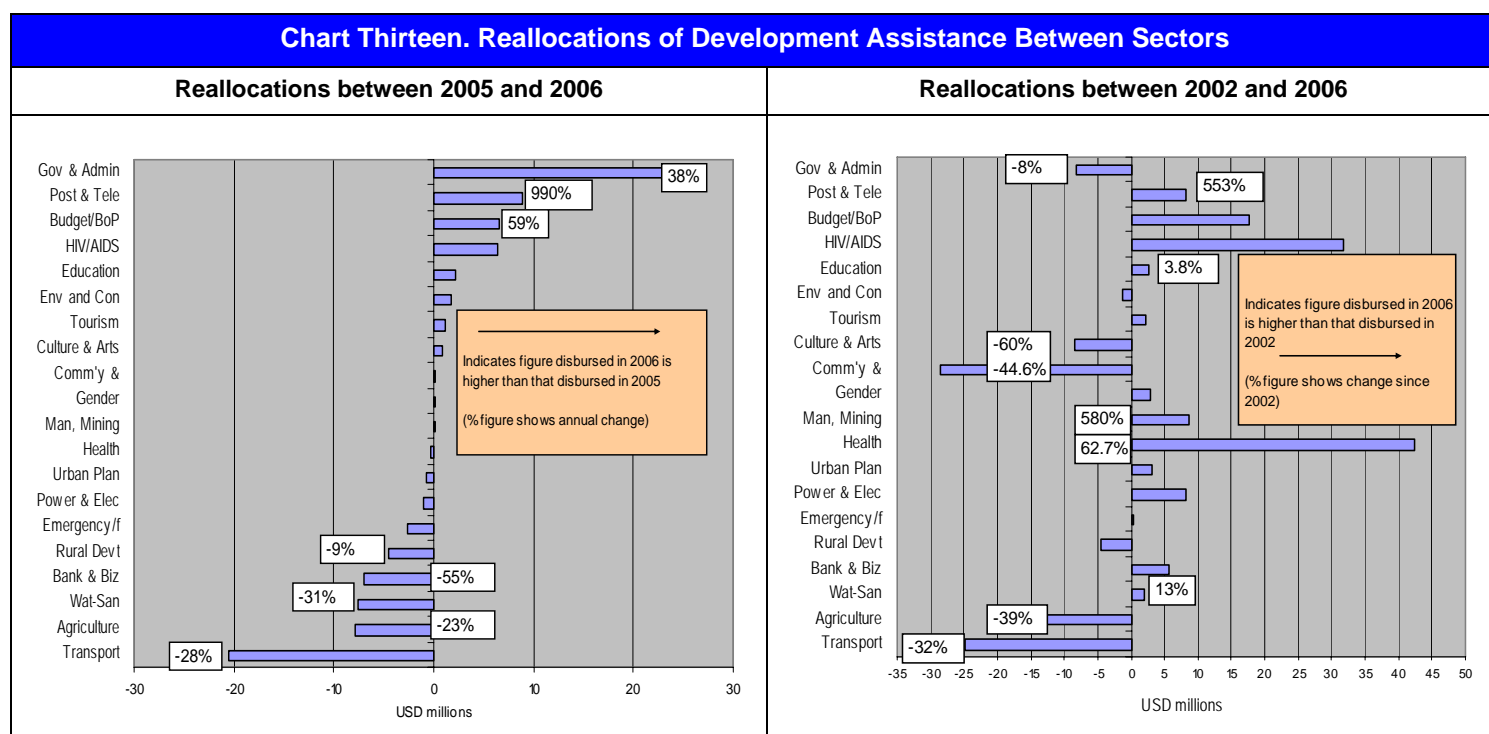 Chart Thirteen. Reallocations of Development Assistance Between Sectors
Reallocations between 2005 and 2006
Gov & Admin
Post & Tele
Budget/BoP
HIV/AIDS
Education
Env and Con
Tourism
Culture & Arts
Comm'y &
Gender
Man, Mining
Health
Urban Plan
Power & Elec
Emergency/f
Rural Devt
Bank & Biz
Wat-San
Agriculture
Transport
38%
990%
59%
-9%
-55%
-31%
-23%
-28%
Indicates figure disbursed in 2006 is
higher than that disbursed in 2005
(% figure shows annual change)
-30 -20 -10 0 10 20 30
USD millions
Reallocations between 2002 and 2006
Gov & Admin
Post & Tele
Budget/BoP
HIV/AIDS
Education
Env and Con
Tourism
Culture & Arts
Comm'y &
Gender
Man, Mining
Health
Urban Plan
Power & Elec
Emergency/f
Rural Devt
Bank & Biz
Wat-San
Agriculture
Transport
-8%
553%
3.8%
-60%
-44.6%
580%
62.7%
13%
-39%
-32%
Indicates figure disbursed in 2006
is higher than that disbursed in
2002
(% figure shows change since
2002)
-35 -30 -25 -20 -15 -10 -5 0 5 10 15 20 25 30 35 40 45 50
USD millions